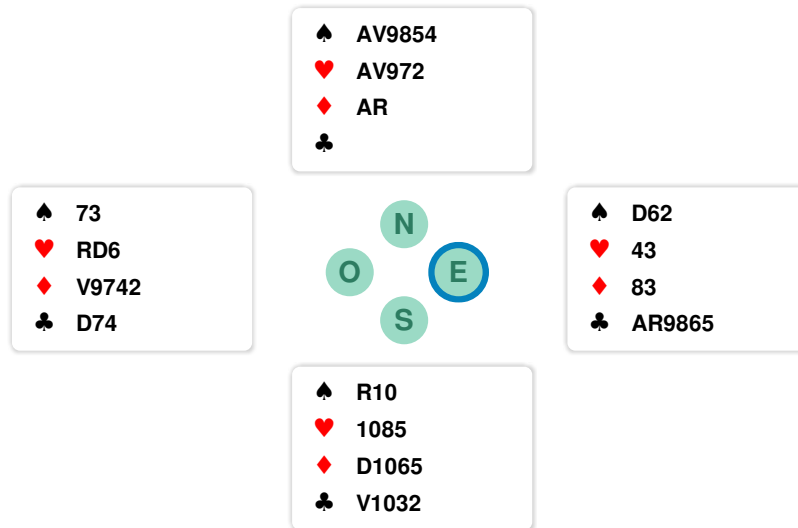 ♠ AV9854
♥ AV972
♦ AR
♣
♠ 73
♥ RD6
♦ V9742
♣ D74
N
O E
S
♠ D62
♥ 43
♦ 83
♣ AR9865
♠ R10
♥ 1085
♦ D1065
♣ V1032